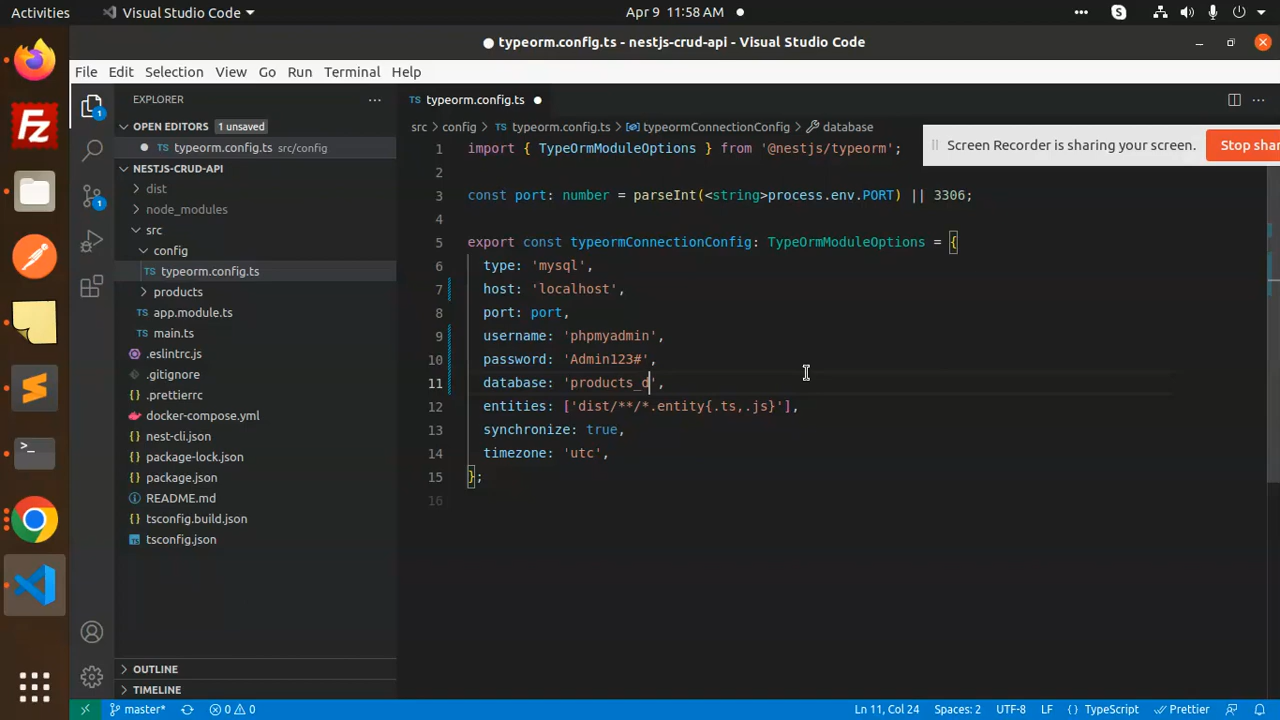 Activities
Visual Studio Code
Apr 9 11:58 AM
typeorm.config.ts - nestjs-crud-api - Visual Studio Code
File Edit Selection View Go Run Terminal Help
EXPLORER
OPEN EDITORS 1 unsaved
TS typeorm.config.ts src/config
NESTJS-CRUD-API
dist
node_modules
src
config
TS typeorm.config.ts
products
TS app.module.ts
TS main.ts
.eslintrc.js
.gitignore
.prettierrc
docker-compose.yml
nest-cli.json
package-lock.json
package.json
README.md
tsconfig.build.json
tsconfig.json
OUTLINE
TIMELINE
TS typeorm.config.ts
src > config > TS typeorm.config.ts > typeormConnectionConfig > database
Screen Recorder is sharing your screen. Stop shar
1 import { TypeOrmModuleOptions } from '@nestjs/typeorm';
2
3 const port: number = parseInt(<string>process.env.PORT) || 3306;
4
5 export const typeormConnectionConfig: TypeOrmModuleOptions = {
6 type: 'mysql',
7 host: 'localhost',
8 port: port,
9 username: 'phpmyadmin',
10 password: 'Admin123#',
11 database: 'products_d',
12 entities: ['dist/**/*.entity{.ts,.js}'],
13 synchronize: true,
14 timezone: 'utc',
15 };
16
master* 0 0 Ln 11, Col 24 Spaces: 2 UTF-8 LF { } TypeScript Prettier